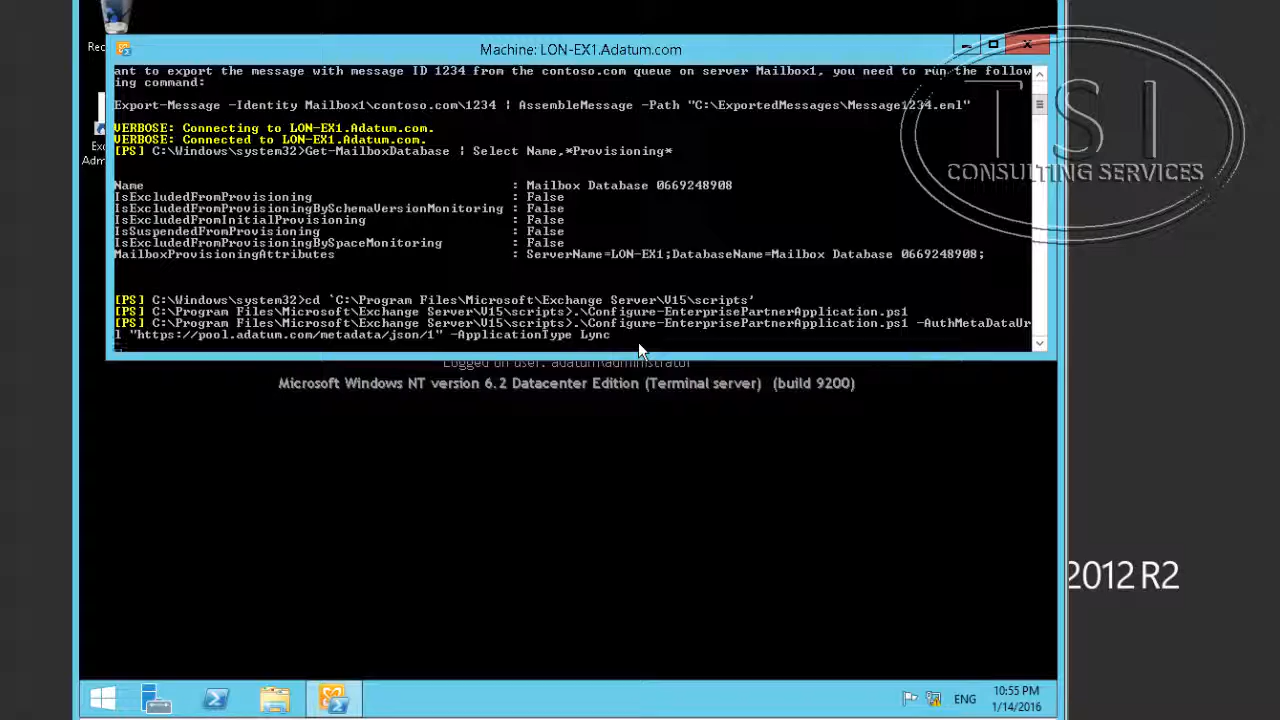 Rec
Machine: LON-EX1.Adatum.com
ant to export the message with message ID 1234 from the contoso.com queue on server Mailbox1, you need to run the follow
ing command:
Export-Message -Identity Mailbox1\contoso.com\1234 | AssembleMessage -Path "C:\ExportedMessages\Message1234.eml"
VERBOSE: Connecting to LON-EX1.Adatum.com.
VERBOSE: Connected to LON-EX1.Adatum.com.
[PS] C:\Windows\system32>Get-MailboxDatabase | Select Name,*Provisioning*
Name : Mailbox Database 0669248908
IsExcludedFromProvisioning : False
IsExcludedFromProvisioningBySchemaVersionMonitoring : False
IsExcludedFromInitialProvisioning : False
IsSuspendedFromProvisioning : False
IsExcludedFromProvisioningBySpaceMonitoring : False
MailboxProvisioningAttributes : ServerName=LON-EX1;DatabaseName=Mailbox Database 0669248908;
[PS] C:\Windows\system32>cd 'C:\Program Files\Microsoft\Exchange Server\V15\scripts'
[PS] C:\Program Files\Microsoft\Exchange Server\V15\scripts>.\Configure-EnterprisePartnerApplication.ps1
[PS] C:\Program Files\Microsoft\Exchange Server\V15\scripts>.\Configure-EnterprisePartnerApplication.ps1 -AuthMetaDataUr
l "https://pool.adatum.com/metadata/json/1" -ApplicationType Lync
Exc
Adm
TSI
CONSULTING SERVICES
Logged on user: adatum\administrator
Microsoft Windows NT version 6.2 Datacenter Edition (Terminal server) (build 9200)
2012 R2
ENG
10:55 PM
1/14/2016